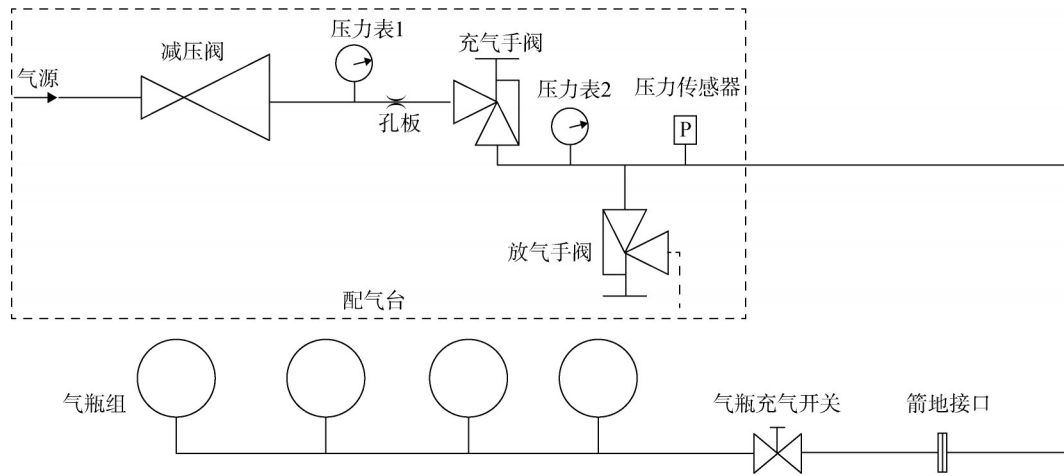 压力表1
充气手阀
减压阀
气源
压力表2
压力传感器
孔板
P
放气手阀
配气台
气瓶组
气瓶充气开关
箭地接口